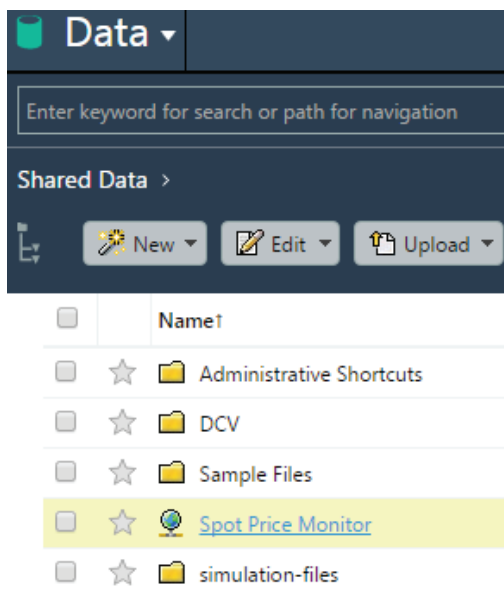 Data
Enter keyword for search or path for navigation
Shared Data >
New Edit Upload
Name↑
Administrative Shortcuts
DCV
Sample Files
Spot Price Monitor
simulation-files